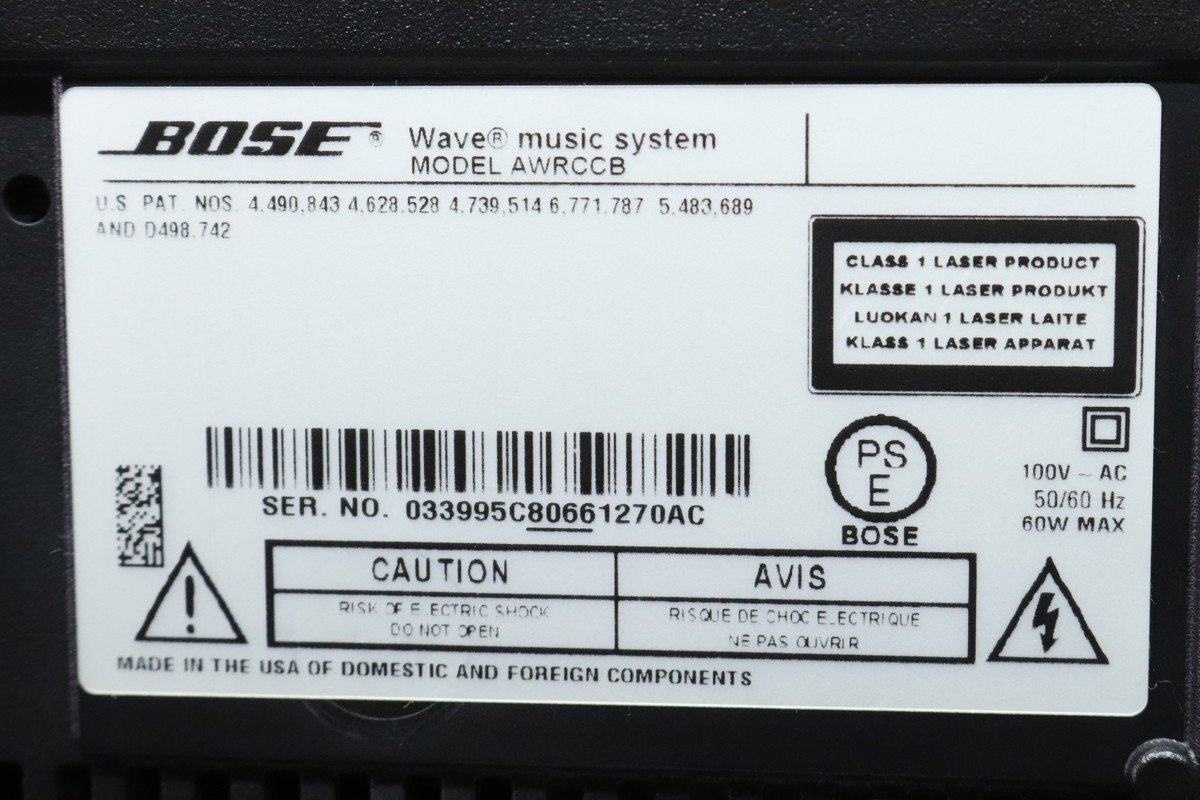 BOSE® Wave® music system
MODEL AWRCCB
U.S. PAT. NOS. 4,490,843 4,628,528 4,739,514 6,771,787 5,483,689
AND D498,742
CLASS 1 LASER PRODUCT
KLASSE 1 LASER PRODUKT
LUOKAN 1 LASER LAITE
KLASS 1 LASER APPARAT
SER. NO. 033995C80661270AC
PS
E
BOSE
100V ~ AC
50/60 Hz
60W MAX
CAUTION
RISK OF ELECTRIC SHOCK
DO NOT OPEN
AVIS
RISQUE DE CHOC ELECTRIQUE
NE PAS OUVRIR
MADE IN THE USA OF DOMESTIC AND FOREIGN COMPONENTS